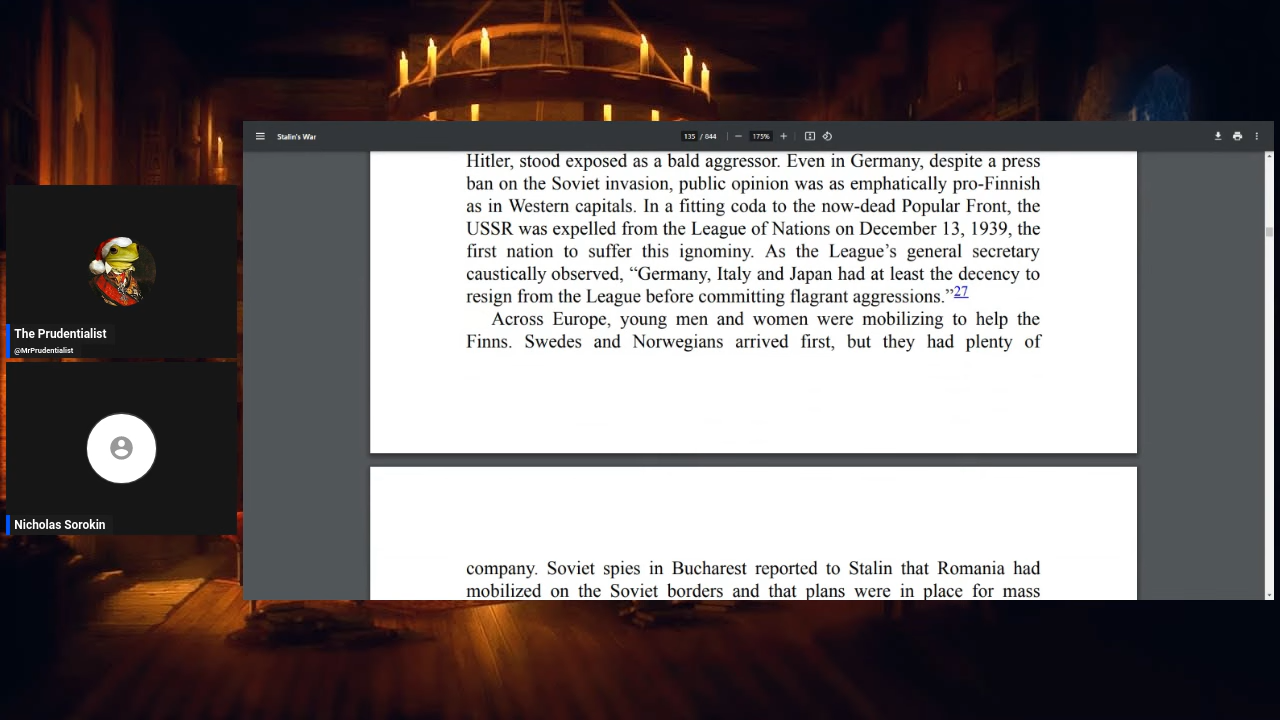 Stalin's War
135 / 844
175%
Hitler, stood exposed as a bald aggressor. Even in Germany, despite a press
ban on the Soviet invasion, public opinion was as emphatically pro-Finnish
as in Western capitals. In a fitting coda to the now-dead Popular Front, the
USSR was expelled from the League of Nations on December 13, 1939, the
first nation to suffer this ignominy. As the League’s general secretary
caustically observed, “Germany, Italy and Japan had at least the decency to
resign from the League before committing flagrant aggressions.”27
Across Europe, young men and women were mobilizing to help the
Finns. Swedes and Norwegians arrived first, but they had plenty of
company. Soviet spies in Bucharest reported to Stalin that Romania had
mobilized on the Soviet borders and that plans were in place for mass
The Prudentialist
@MrPrudentialist
Nicholas Sorokin